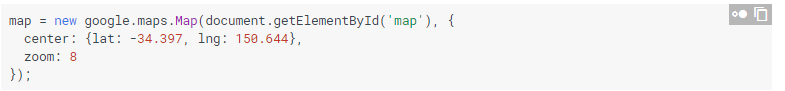 map = new google.maps.Map(document.getElementById('map'), {
  center: {lat: -34.397, lng: 150.644},
  zoom: 8
});